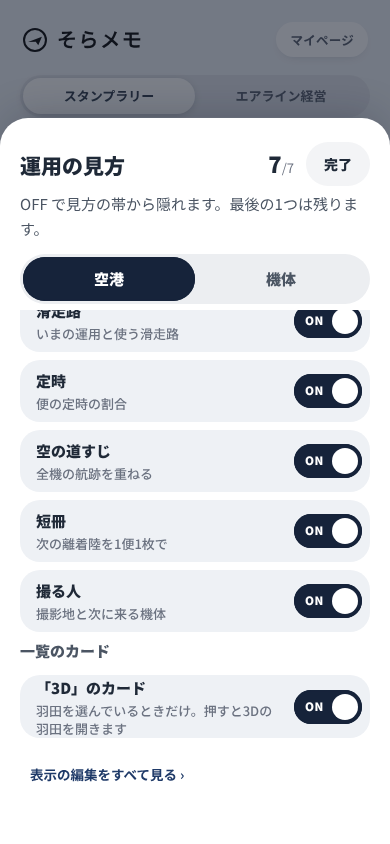 そらメモ
マイページ
スタンプラリー
エアライン経営
運用の見方
7/7
完了
OFF で見方の帯から隠れます。最後の1つは残りま
す。
空港
機体
滑走路
ON
いまの運用と使う滑走路
定時
便の定時の割合
ON
空の道すじ
全機の航跡を重ねる
ON
短冊
次の離着陸を1便1枚で
ON
撮る人
撮影地と次に来る機体
ON
一覧のカード
「3D」のカード
羽田を選んでいるときだけ。押すと3Dの
羽田を開きます
ON
表示の編集をすべて見る ›